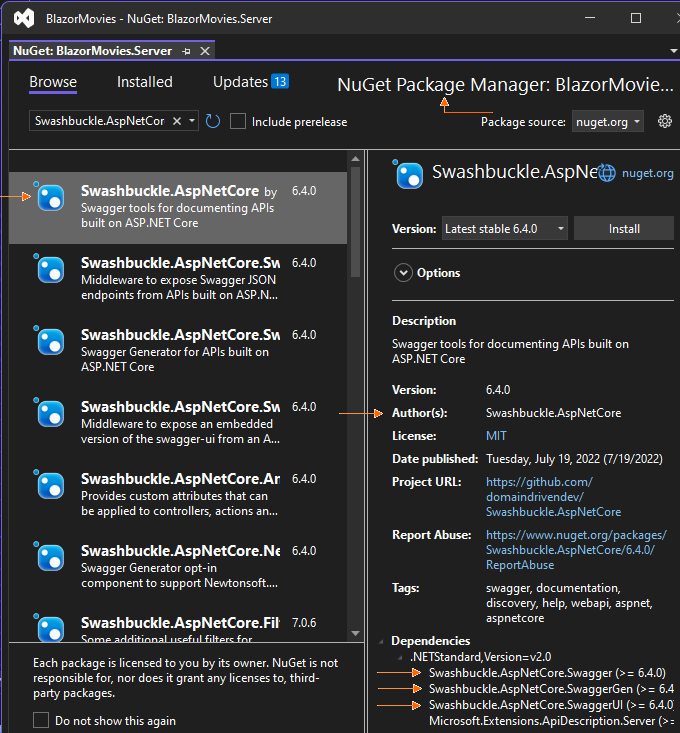 BlazorMovies - NuGet: BlazorMovies.Server
NuGet: BlazorMovies.Server
Browse
Installed
Updates 13
NuGet Package Manager: BlazorMovie...
Swashbuckle.AspNetCor
Include prerelease
Package source: nuget.org
Swashbuckle.AspNetCore by 6.4.0
Swagger tools for documenting APIs
built on ASP.NET Core
Swashbuckle.AspNetCore.Sw 6.4.0
Middleware to expose Swagger JSON
endpoints from APIs built on ASP.N...
Swashbuckle.AspNetCore.Sw 6.4.0
Swagger Generator for APIs built on
ASP.NET Core
Swashbuckle.AspNetCore.Sw 6.4.0
Middleware to expose an embedded
version of the swagger-ui from an A...
Swashbuckle.AspNetCore.An 6.4.0
Provides custom attributes that can
be applied to controllers, actions an...
Swashbuckle.AspNetCore.Ne 6.4.0
Swagger Generator opt-in
component to support Newtonsoft....
Swashbuckle.AspNetCore.Filt 7.0.6
Some additional useful filters for
Each package is licensed to you by its owner. NuGet is not
responsible, nor does it grant any licenses to, third-
party packages.
Do not show this again
Swashbuckle.AspNe
nuget.org
Version: Latest stable 6.4.0
Install
Options
Description
Swagger tools for documenting APIs built on
ASP.NET Core
Version: 6.4.0
Author(s): Swashbuckle.AspNetCore
License: MIT
Date published: Tuesday, July 19, 2022 (7/19/2022)
Project URL: https://github.com/
domaindrivendev/
Swashbuckle.AspNetCore
Report Abuse: https://www.nuget.org/packages/
Swashbuckle.AspNetCore/6.4.0/
ReportAbuse
Tags: swagger, documentation,
discovery, help, webapi, aspnet,
aspnetcore
Dependencies
.NETStandard,Version=v2.0
Swashbuckle.AspNetCore.Swagger (>= 6.4.0)
Swashbuckle.AspNetCore.SwaggerGen (>= 6.4
Swashbuckle.AspNetCore.SwaggerUI (>= 6.4.0)
Microsoft.Extensions.ApiDescription.Server (>=